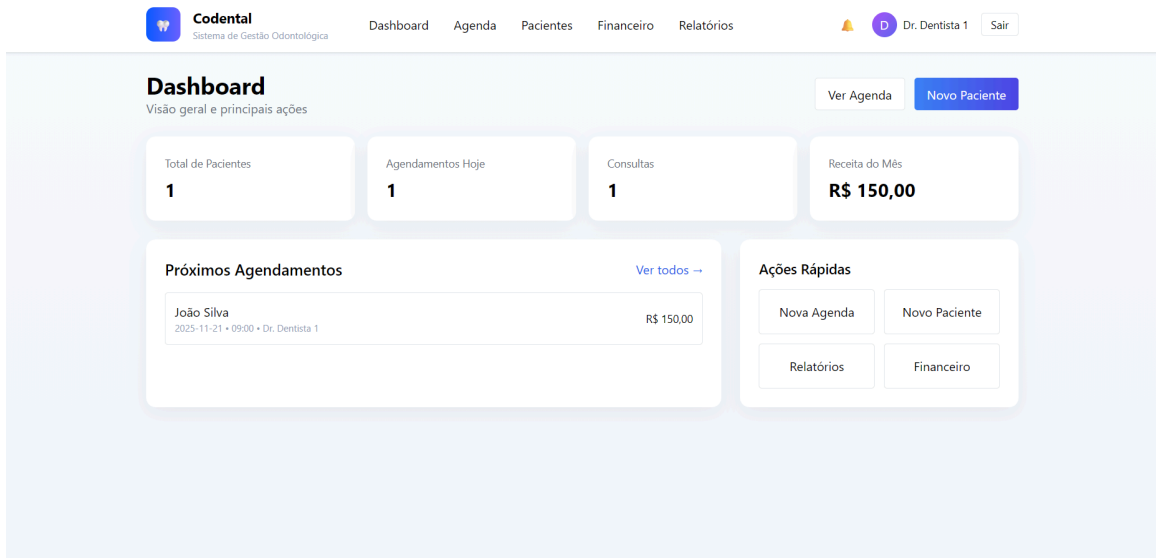 Codental
Sistema de Gestão Odontológica
Dashboard
Agenda
Pacientes
Financeiro
Relatórios
D
Dr. Dentista 1
Sair
Dashboard
Visão geral e principais ações
Ver Agenda
Novo Paciente
Total de Pacientes
1
Agendamentos Hoje
1
Consultas
1
Receita do Mês
R$ 150,00
Próximos Agendamentos
Ver todos →
João Silva
2025-11-21 • 09:00 • Dr. Dentista 1
R$ 150,00
Ações Rápidas
Nova Agenda
Novo Paciente
Relatórios
Financeiro